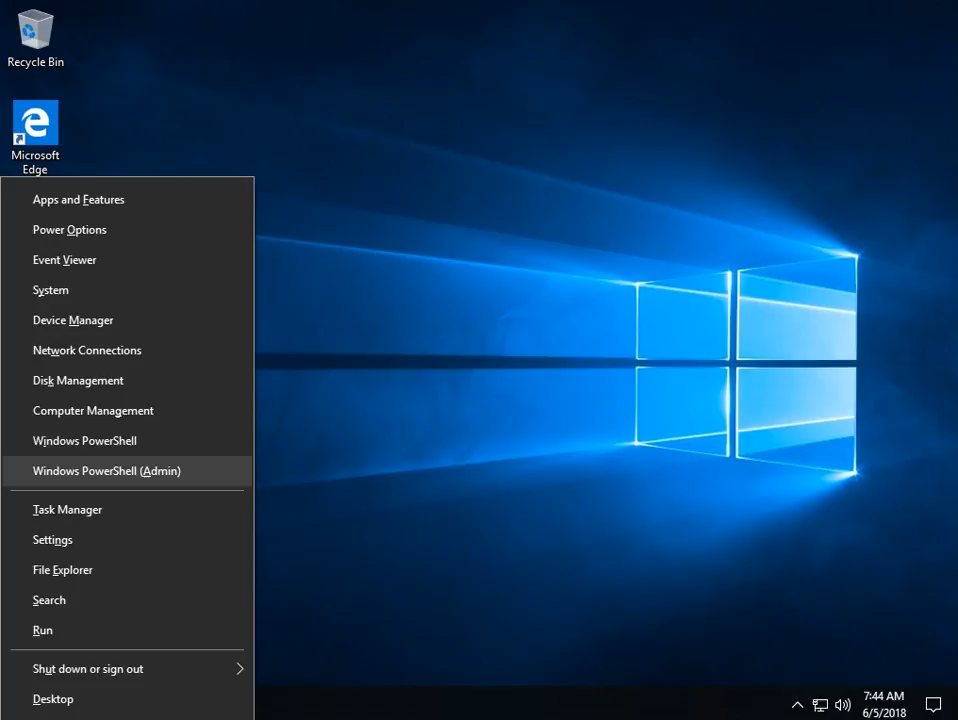 Recycle Bin
Microsoft
Edge
Apps and Features
Power Options
Event Viewer
System
Device Manager
Network Connections
Disk Management
Computer Management
Windows PowerShell
Windows PowerShell (Admin)
Task Manager
Settings
File Explorer
Search
Run
Shut down or sign out
Desktop
7:44 AM
6/5/2018